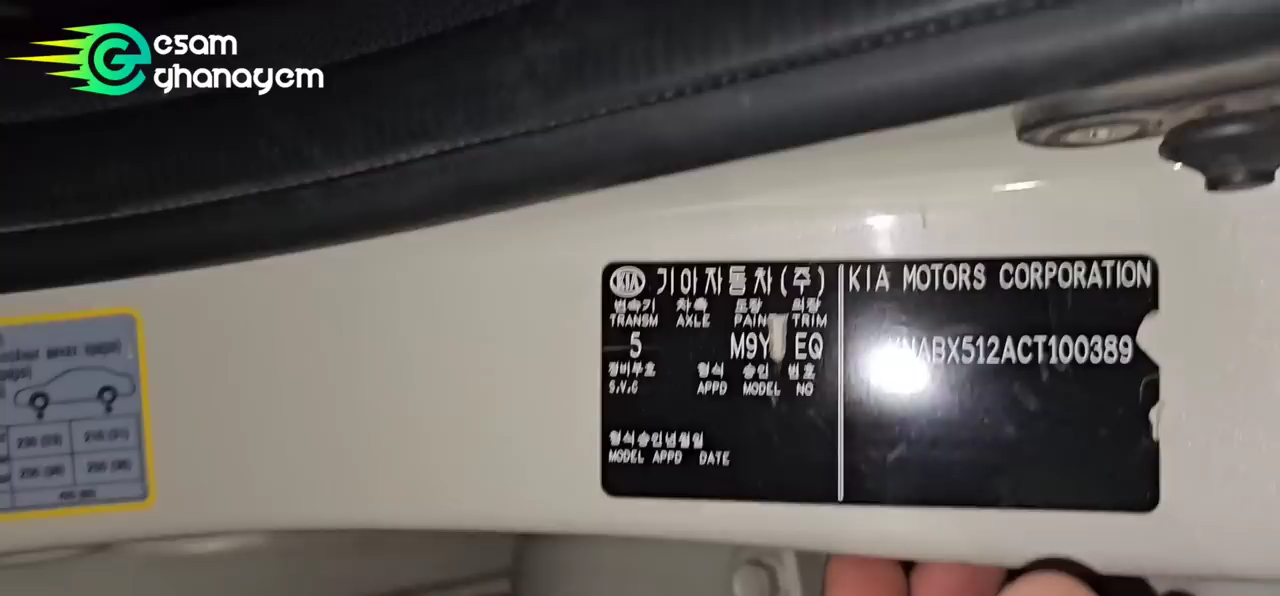 esam
ghanayem
KIA 기아자동차(주)
KIA MOTORS CORPORATION
변속기 차축 도장 의장
TRANSM AXLE PAINT TRIM
5 M9Y EQ
KNABX512ACT100389
정비부호 형식 승인 번호
S.V.C APPD MODEL NO
형식승인년월일
MODEL APPD DATE